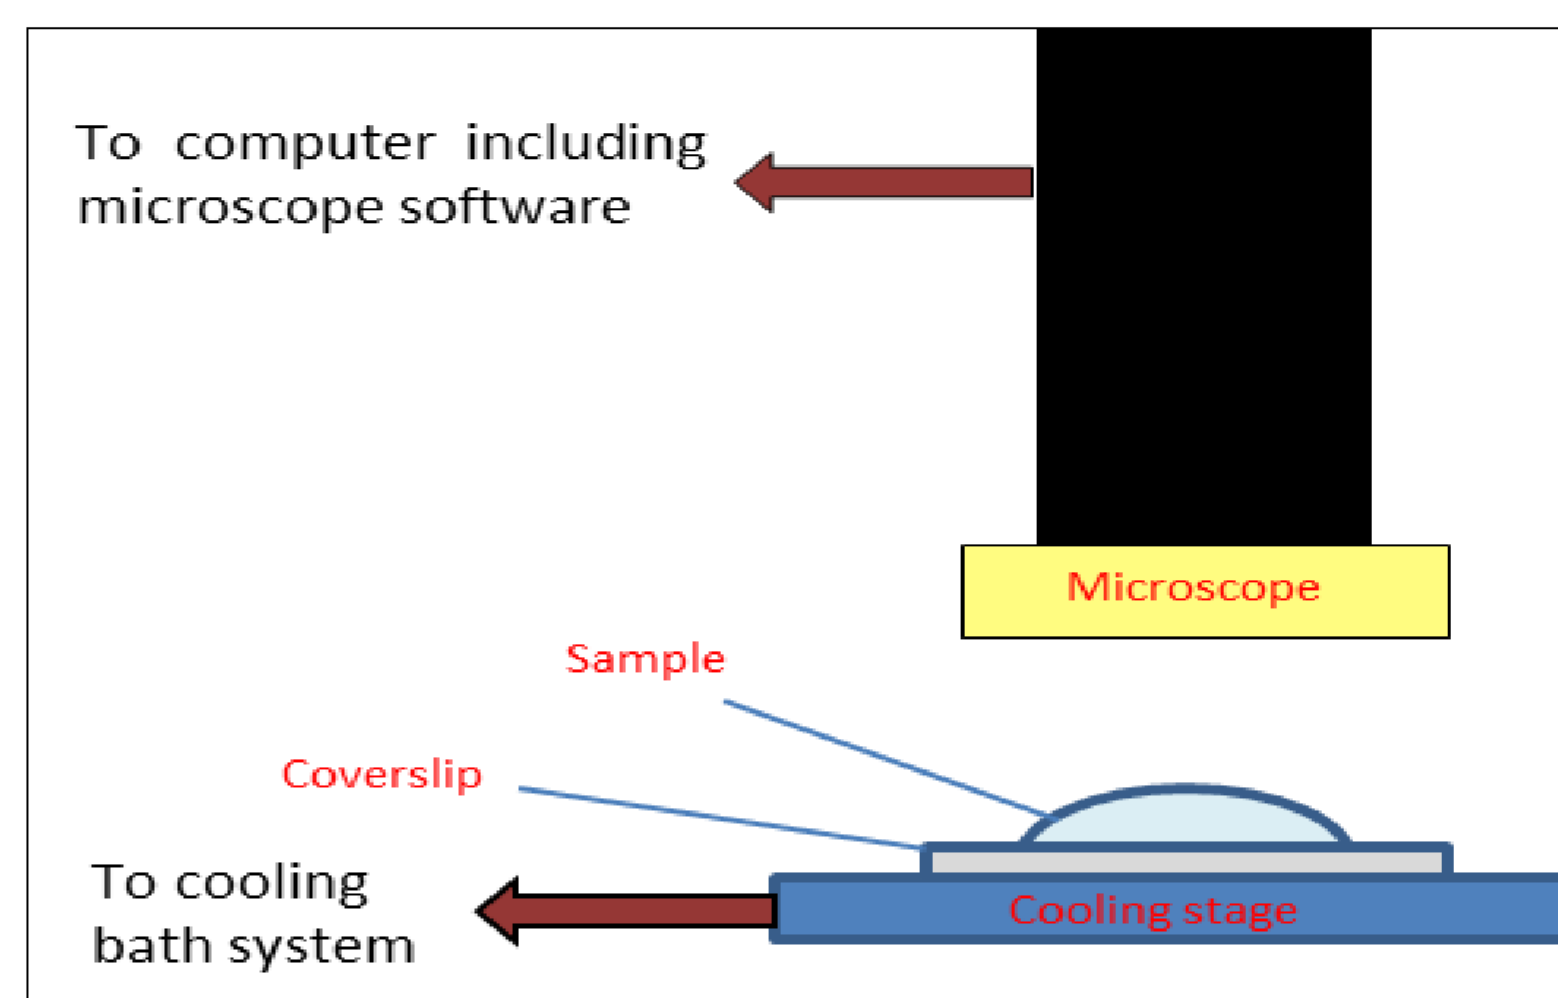 To computer including
microscope software
Microscope
Sample
Coverslip
To cooling
bath system
Cooling stage